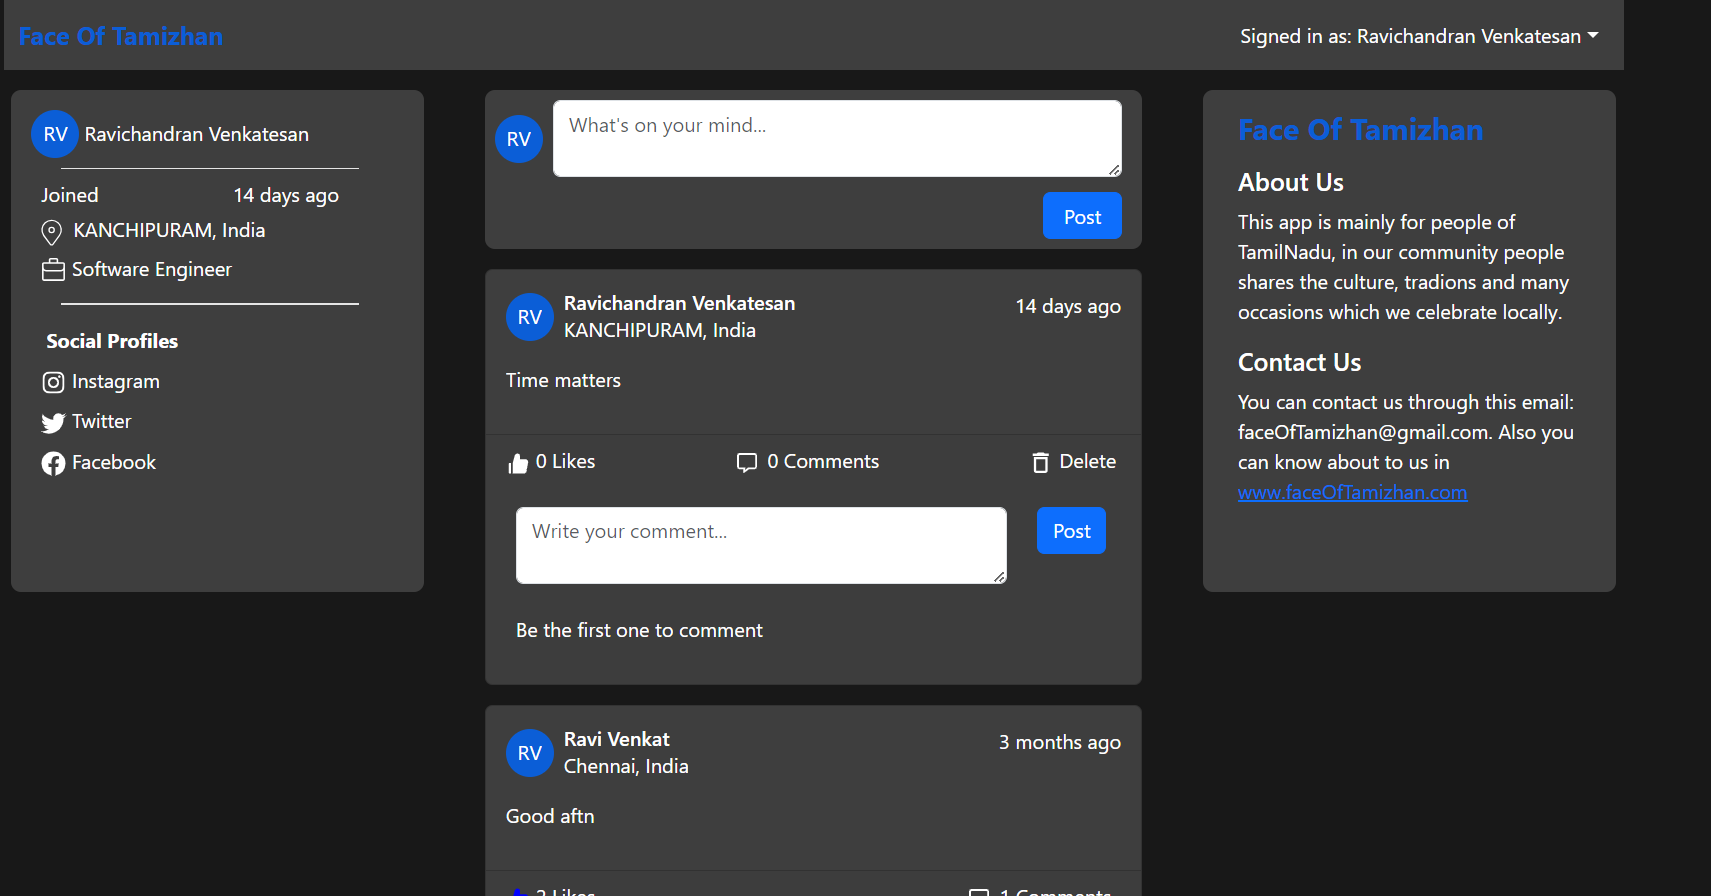 Face Of Tamizhan
Signed in as: Ravichandran Venkatesan
RV Ravichandran Venkatesan
Joined 14 days ago
KANCHIPURAM, India
Software Engineer
Social Profiles
Instagram
Twitter
Facebook
RV What's on your mind...
Post
RV
Ravichandran Venkatesan
14 days ago
KANCHIPURAM, India
Time matters
0 Likes
0 Comments
Delete
Write your comment...
Post
Be the first one to comment
RV
Ravi Venkat
3 months ago
Chennai, India
Good aftn
2 Likes
1 Comments
Face Of Tamizhan
About Us
This app is mainly for people of
TamilNadu, in our community people
shares the culture, tradions and many
occasions which we celebrate locally.
Contact Us
You can contact us through this email:
faceOfTamizhan@gmail.com. Also you
can know about to us in
www.faceOfTamizhan.com